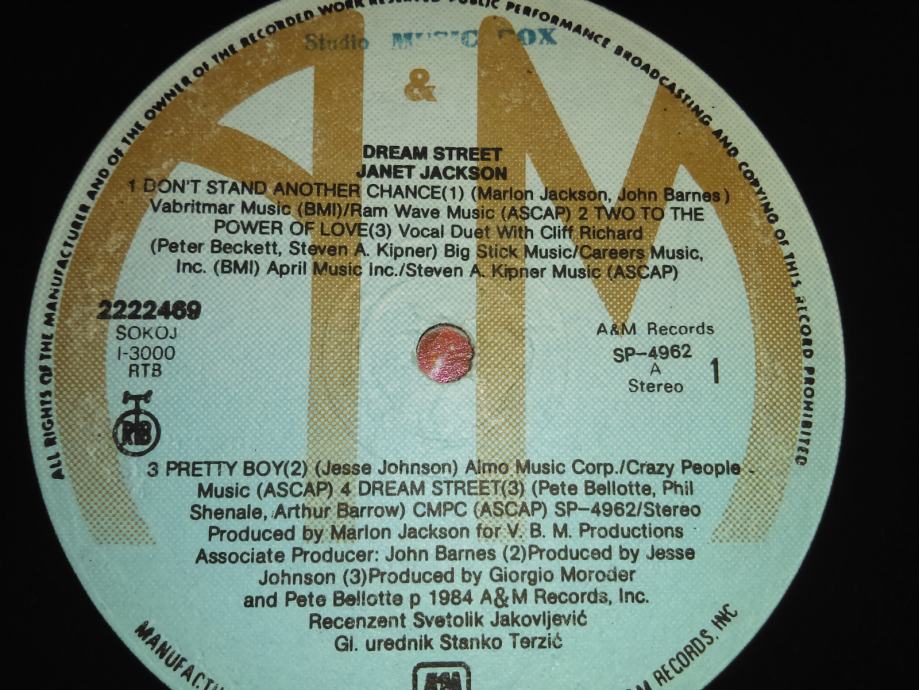 ALL RIGHTS OF THE MANUFACTURER AND OF THE OWNER OF THE RECORDED WORK RESERVED PUBLIC PERFORMANCE BROADCASTING AND COPYING OF THIS RECORD PROHIBITED
Studio MUSIC BOX
A & M
DREAM STREET
JANET JACKSON
1 DON'T STAND ANOTHER CHANCE(1) (Marlon Jackson, John Barnes)
Vabritmar Music (BMI)/Ram Wave Music (ASCAP) 2 TWO TO THE
POWER OF LOVE(3) Vocal Duet With Cliff Richard
(Peter Beckett, Steven A. Kipner) Big Stick Music/Careers Music,
Inc. (BMI) April Music Inc./Steven A. Kipner Music (ASCAP)
2222469
SOKOJ
I-3000
RTB
RTB
A&M Records
SP-4962
A
Stereo
1
3 PRETTY BOY(2) (Jesse Johnson) Almo Music Corp./Crazy People
Music (ASCAP) 4 DREAM STREET(3) (Pete Bellotte, Phil
Shenale, Arthur Barrow) CMPC (ASCAP) SP-4962/Stereo
Produced by Marlon Jackson for V. B. M. Productions
Associate Producer: John Barnes (2)Produced by Jesse
Johnson (3)Produced by Giorgio Moroder
and Pete Bellotte p 1984 A&M Records, Inc.
Recenzent Svetolik Jakovljević
Gl. urednik Stanko Terzić
A&M
RECORDS, INC